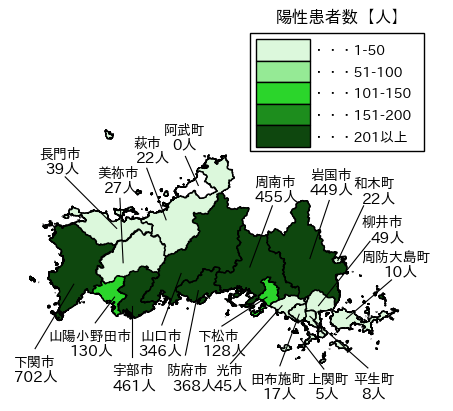 陽性患者数【人】
・・・1-50
・・・51-100
・・・101-150
・・・151-200
・・・201以上
阿武町
0人
萩市
22人
長門市
39人
美祢市
27人
周南市
455人
岩国市
449人
和木町
22人
柳井市
49人
周防大島町
10人
山陽小野田市
130人
下関市
702人
宇部市
461人
山口市
346人
防府市
368人
下松市
128人
光市
45人
田布施町
17人
上関町
5人
平生町
8人